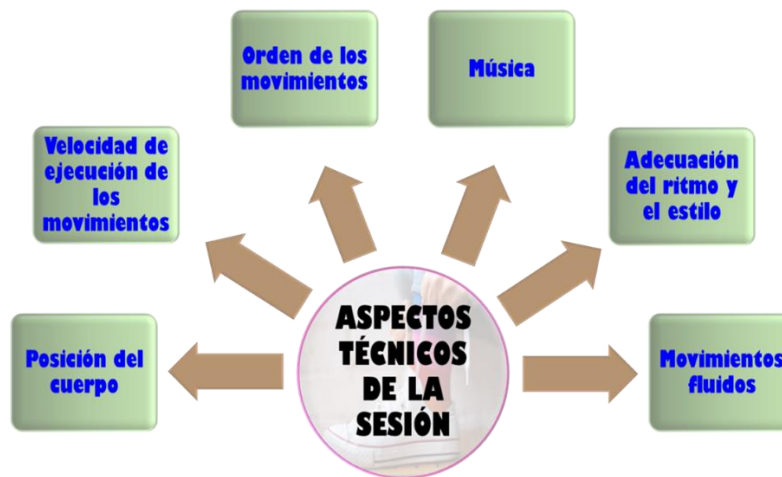 Orden de los
movimientos
Música
Velocidad de
ejecución de
los
movimientos
Adecuación
del ritmo y
el estilo
Posición del
cuerpo
ASPECTOS
TÉCNICOS
DE LA
SESIÓN
Movimientos
fluidos